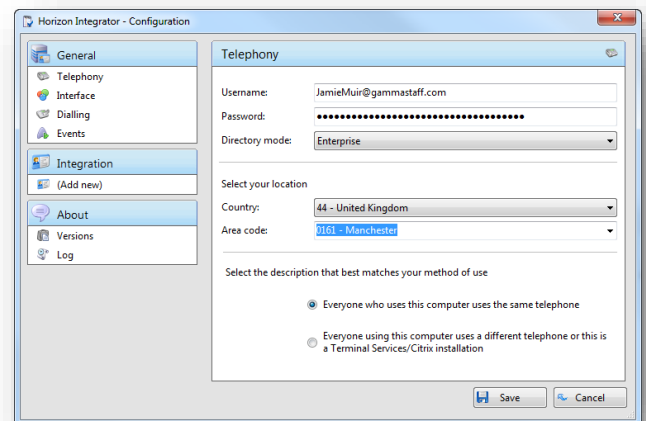 Horizon Integrator - Configuration
General
Telephony
Interface
Dialling
Events
Integration
(Add new)
About
Versions
Log
Telephony
Username: JamieMuir@gammastaff.com
Password: ●●●●●●●●●●●●●●●●●●●●●●●●●●●●●●●●●●●
Directory mode: Enterprise
Select your location
Country: 44 - United Kingdom
Area code: 0161 - Manchester
Select the description that best matches your method of use
Everyone who uses this computer uses the same telephone
Everyone using this computer uses a different telephone or this is
a Terminal Services/Citrix installation
Save Cancel